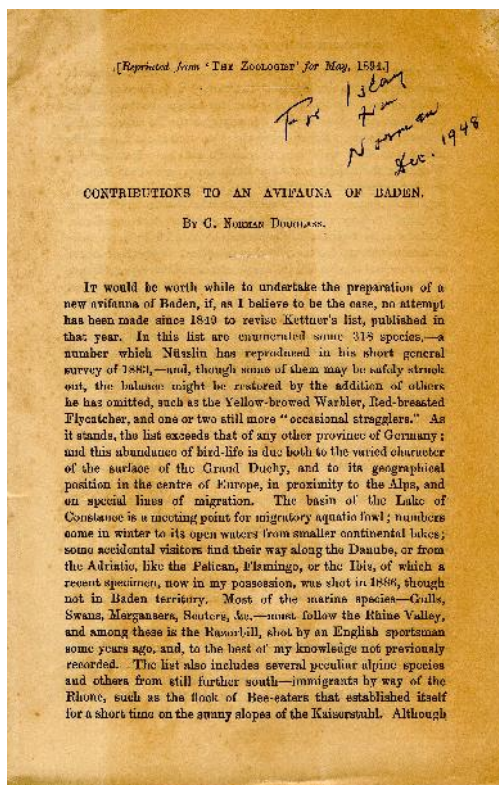 [Reprinted from 'THE ZOOLOGIST' for May, 1894.]
For Islay
from
Norman
Dec. 1948
CONTRIBUTIONS TO AN AVIFAUNA OF BADEN.
BY G. NORMAN DOUGLASS.
IT would be worth while to undertake the preparation of a
new avifauna of Baden, if, as I believe to be the case, no attempt
has been made since 1849 to revise Kettner's list, published in
that year. In this list are enumerated some 318 species,—a
number which Nüsslin has reproduced in his short general
survey of 1883,—and, though some of them may be safely struck
out, the balance might be restored by the addition of others
he has omitted, such as the Yellow-browed Warbler, Red-breasted
Flycatcher, and one or two still more "occasional stragglers." As
it stands, the list exceeds that of any other province of Germany;
and this abundance of bird-life is due both to the varied character
of the surface of the Grand Duchy, and to its geographical
position in the centre of Europe, in proximity to the Alps, and
on special lines of migration. The basin of the Lake of
Constance is a meeting point for migratory aquatic fowl; numbers
come in winter to its open waters from smaller continental lakes;
some accidental visitors find their way along the Danube, or from
the Adriatic, like the Pelican, Flamingo, or the Ibis, of which a
recent specimen, now in my possession, was shot in 1886, though
not in Baden territory. Most of the marine species—Gulls,
Swans, Mergansers, Scoters, &c.—must follow the Rhine Valley,
and among these is the Razorbill, shot by an English sportsman
some years ago, and, to the best of my knowledge not previously
recorded. The list also includes several peculiar alpine species
and others from still further south—immigrants by way of the
Rhone, such as the flock of Bee-eaters that established itself
for a short time on the sunny slopes of the Kaiserstuhl. Although